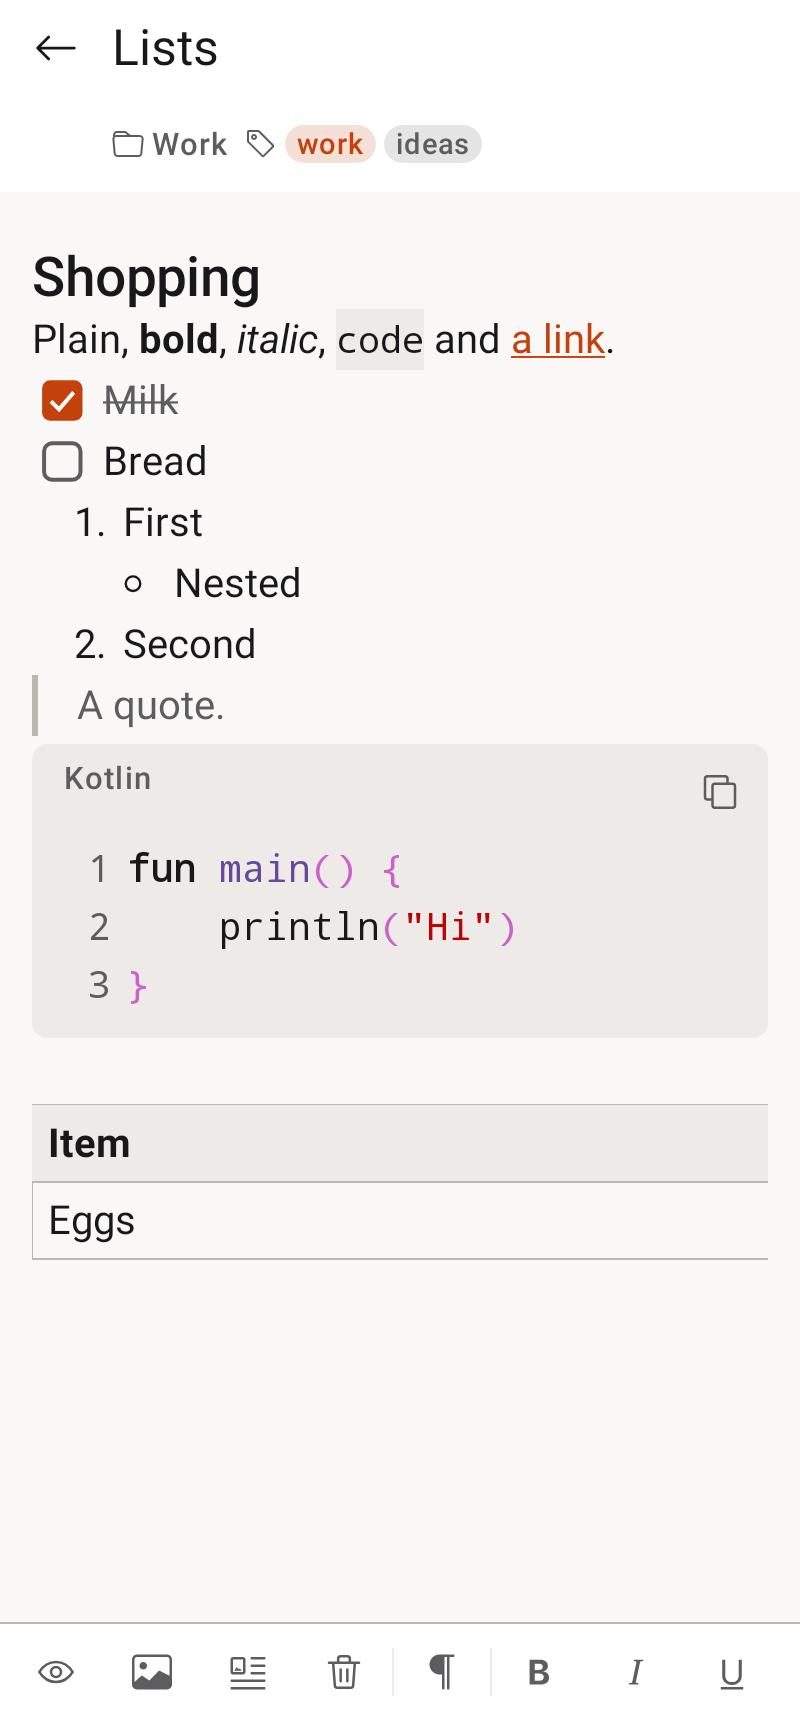 Lists
Work work ideas
Shopping
Plain, bold, italic, code and a link.
Milk
Bread
1. First
Nested
2. Second
A quote.
Kotlin
1 fun main() {
2     println("Hi")
3 }
Item
Eggs
B I U